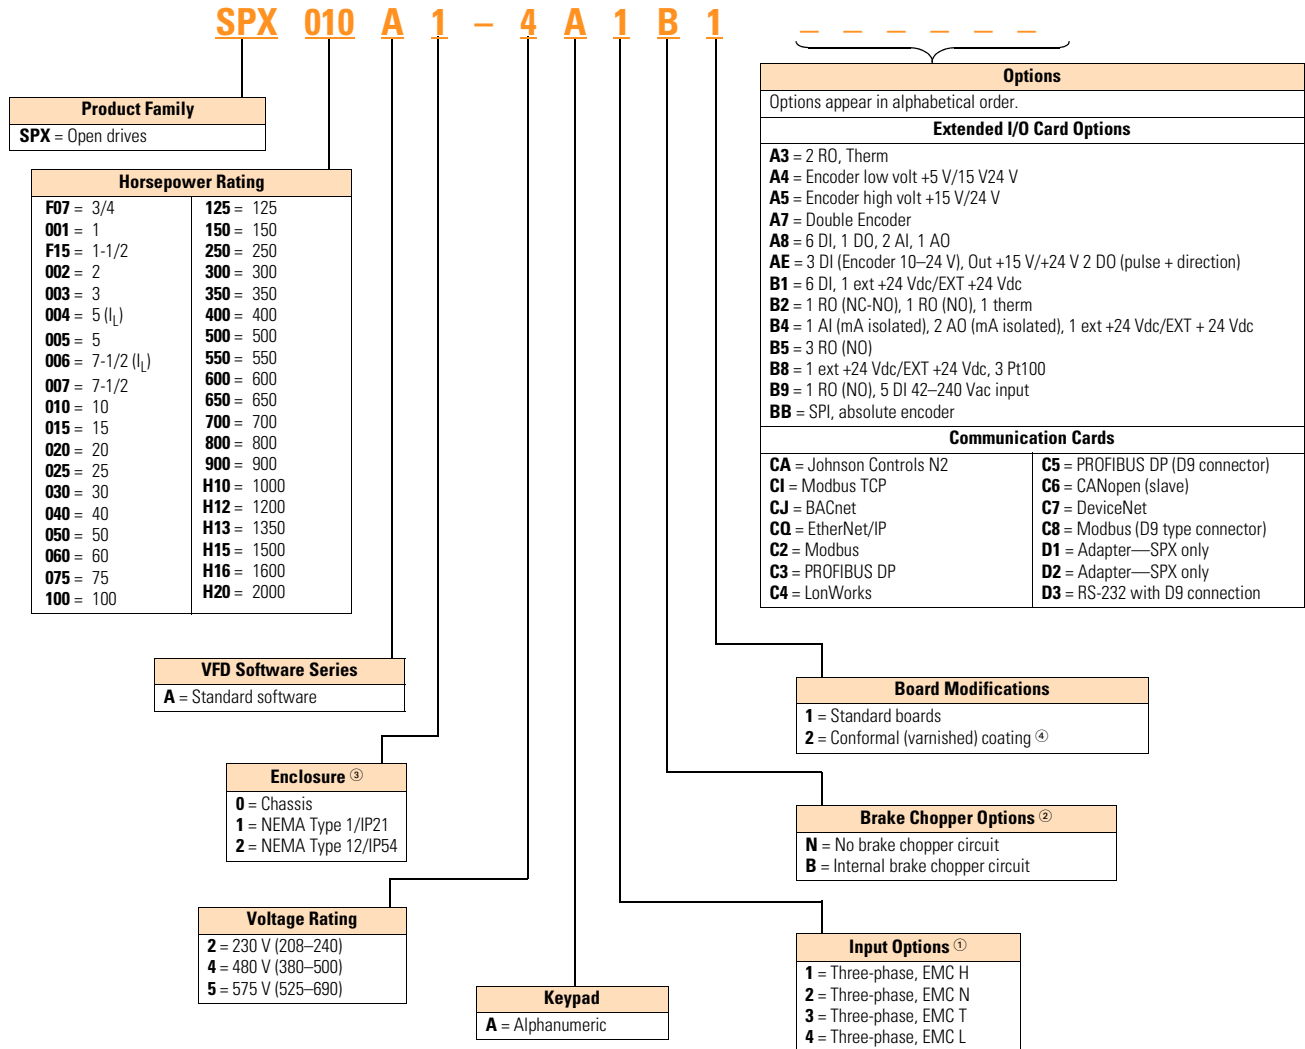 SPX 010 A 1 – 4 A 1 B 1 _ _ _ _ _ _
Product Family
SPX = Open drives
Horsepower Rating
F07 = 3/4
001 = 1
F15 = 1-1/2
002 = 2
003 = 3
004 = 5 (IL)
005 = 5
006 = 7-1/2 (IL)
007 = 7-1/2
010 = 10
015 = 15
020 = 20
025 = 25
030 = 30
040 = 40
050 = 50
060 = 60
075 = 75
100 = 100
125 = 125
150 = 150
250 = 250
300 = 300
350 = 350
400 = 400
500 = 500
550 = 550
600 = 600
650 = 650
700 = 700
800 = 800
900 = 900
H10 = 1000
H12 = 1200
H13 = 1350
H15 = 1500
H16 = 1600
H20 = 2000
VFD Software Series
A = Standard software
Enclosure ③
0 = Chassis
1 = NEMA Type 1/IP21
2 = NEMA Type 12/IP54
Voltage Rating
2 = 230 V (208–240)
4 = 480 V (380–500)
5 = 575 V (525–690)
Keypad
A = Alphanumeric
Options
Options appear in alphabetical order.
Extended I/O Card Options
A3 = 2 RO, Therm
A4 = Encoder low volt +5 V/15 V24 V
A5 = Encoder high volt +15 V/24 V
A7 = Double Encoder
A8 = 6 DI, 1 DO, 2 AI, 1 AO
AE = 3 DI (Encoder 10–24 V), Out +15 V/+24 V 2 DO (pulse + direction)
B1 = 6 DI, 1 ext +24 Vdc/EXT +24 Vdc
B2 = 1 RO (NC-NO), 1 RO (NO), 1 therm
B4 = 1 AI (mA isolated), 2 AO (mA isolated), 1 ext +24 Vdc/EXT + 24 Vdc
B5 = 3 RO (NO)
B8 = 1 ext +24 Vdc/EXT +24 Vdc, 3 Pt100
B9 = 1 RO (NO), 5 DI 42–240 Vac input
BB = SPI, absolute encoder
Communication Cards
CA = Johnson Controls N2
CI = Modbus TCP
CJ = BACnet
CQ = EtherNet/IP
C2 = Modbus
C3 = PROFIBUS DP
C4 = LonWorks
C5 = PROFIBUS DP (D9 connector)
C6 = CANopen (slave)
C7 = DeviceNet
C8 = Modbus (D9 type connector)
D1 = Adapter—SPX only
D2 = Adapter—SPX only
D3 = RS-232 with D9 connection
Board Modifications
1 = Standard boards
2 = Conformal (varnished) coating ④
Brake Chopper Options ②
N = No brake chopper circuit
B = Internal brake chopper circuit
Input Options ①
1 = Three-phase, EMC H
2 = Three-phase, EMC N
3 = Three-phase, EMC T
4 = Three-phase, EMC L